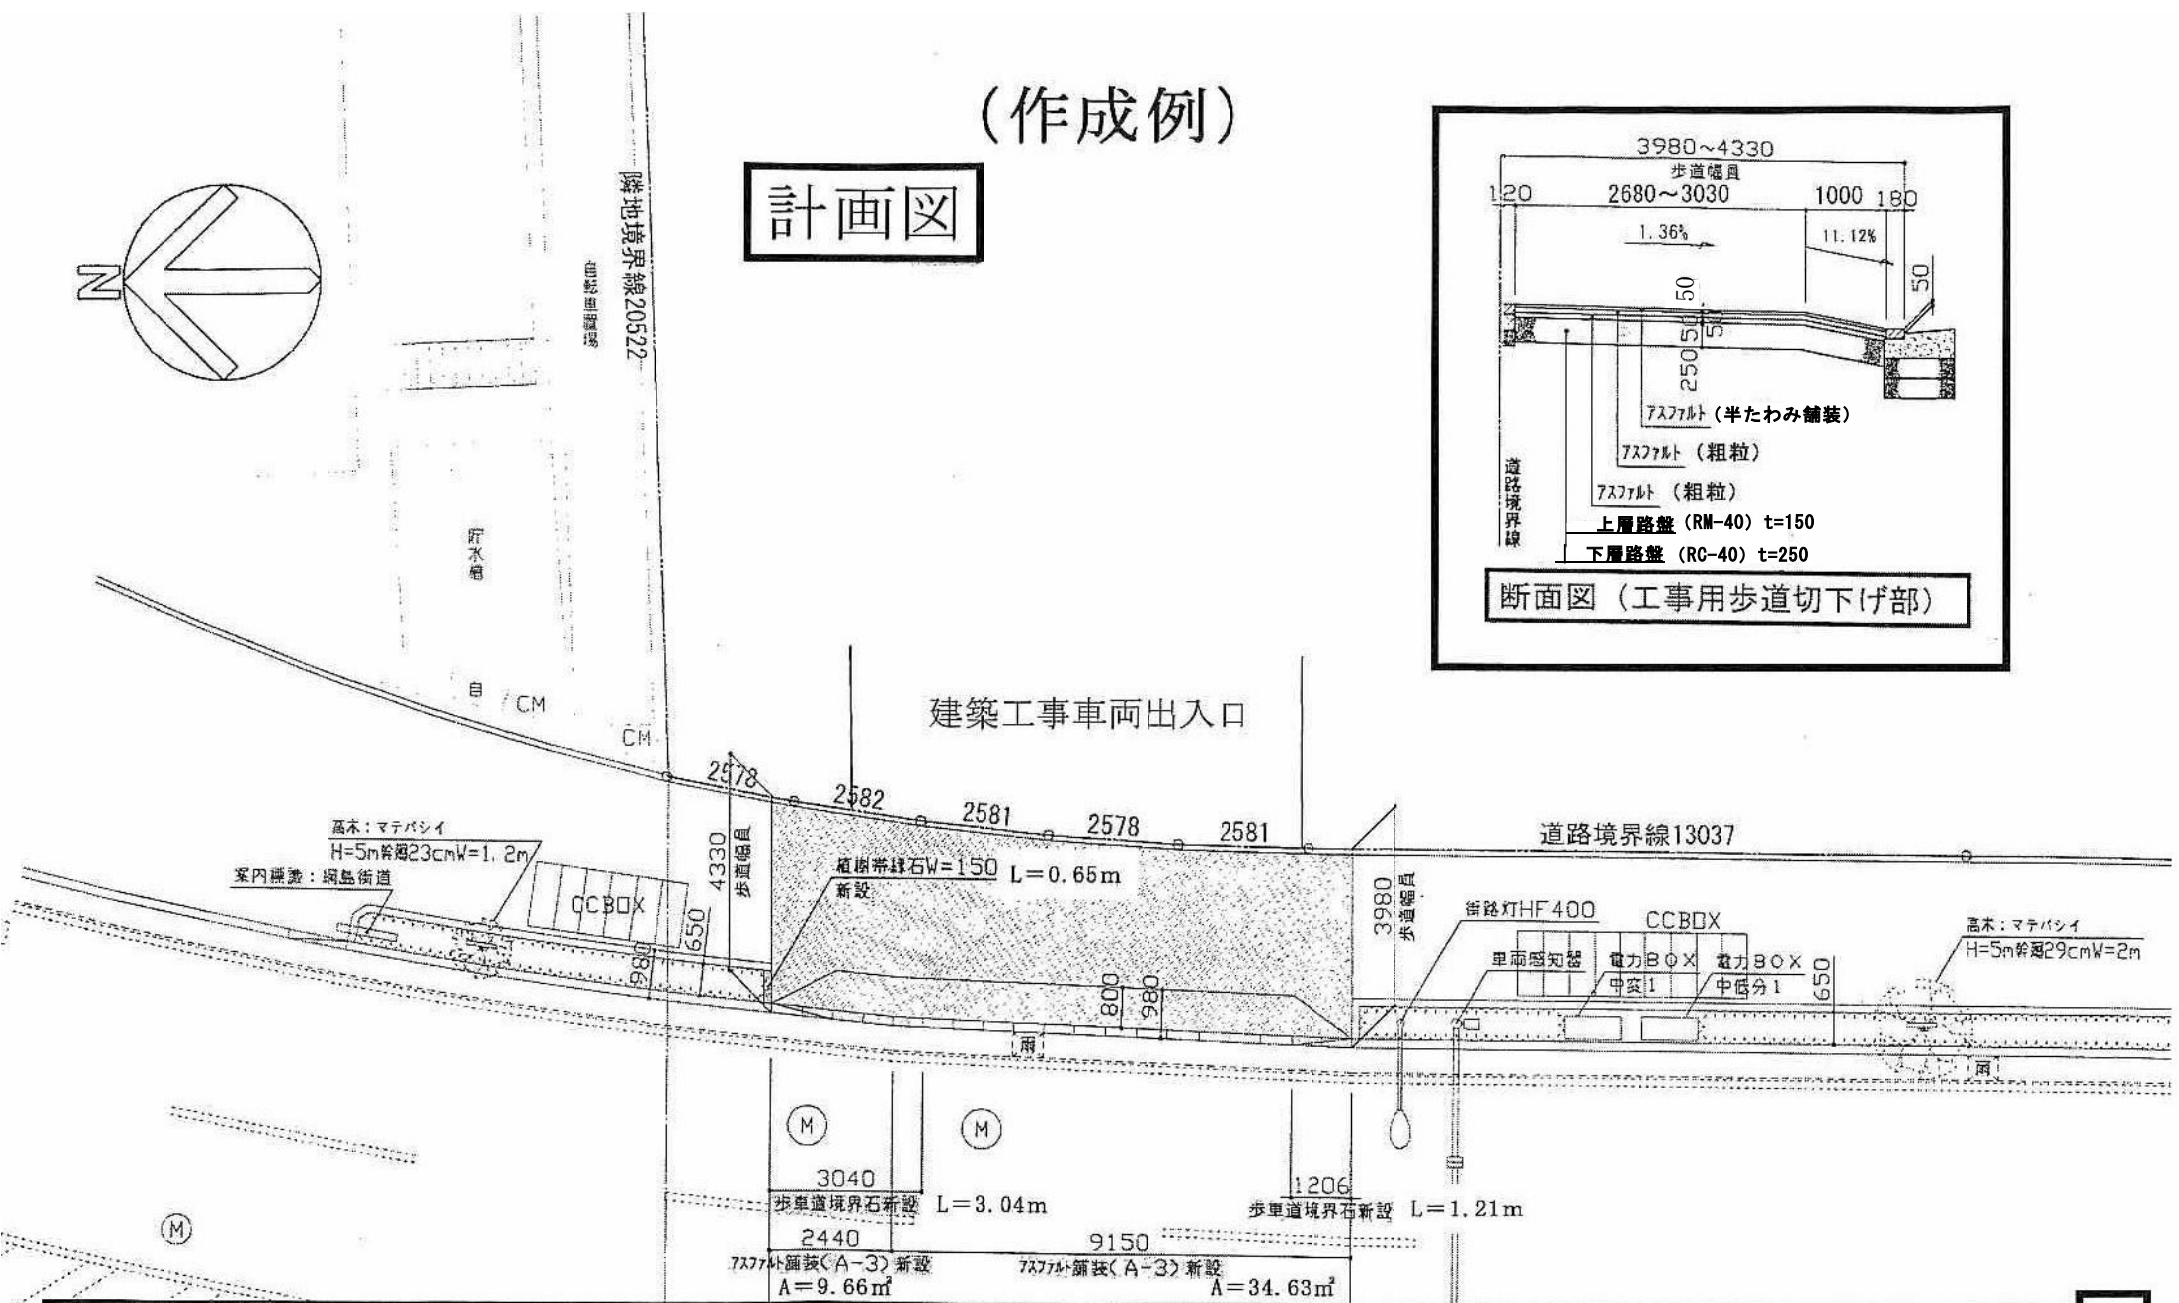 (作成例)
計画図
N
隣地境界線20522
自転車置場
貯水槽
自
CM
CM
3980~4330
歩道幅員
120
2680~3030
1000
180
1.36%
11.12%
50
50
50
50
250
アスファルト (半たわみ舗装)
アスファルト (粗粒)
アスファルト (粗粒)
上層路盤 (RM-40) t=150
下層路盤 (RC-40) t=250
道路境界線
断面図(工事用歩道切下げ部)
建築工事車両出入口
2578
2582
2581
2578
2581
道路境界線13037
高木:マテバシイ
H=5m幹廻23cmW=1.2m
案内標識:綱島街道
CCBOX
650
980
4330
歩道幅員
植樹帯縁石W=150
新設
L=0.65m
3980
歩道幅員
街路灯HF400
車両感知器
CCBOX
電力BOX
中変1
電力BOX
中低分1
650
高木:マテバシイ
H=5m幹廻29cmW=2m
800
980
雨
雨
M
M
M
3040
歩車道境界石新設 L=3.04m
1206
歩車道境界石新設 L=1.21m
2440
アスファルト舗装(A-3)新設
A=9.66㎡
9150
アスファルト舗装(A-3)新設
A=34.63㎡